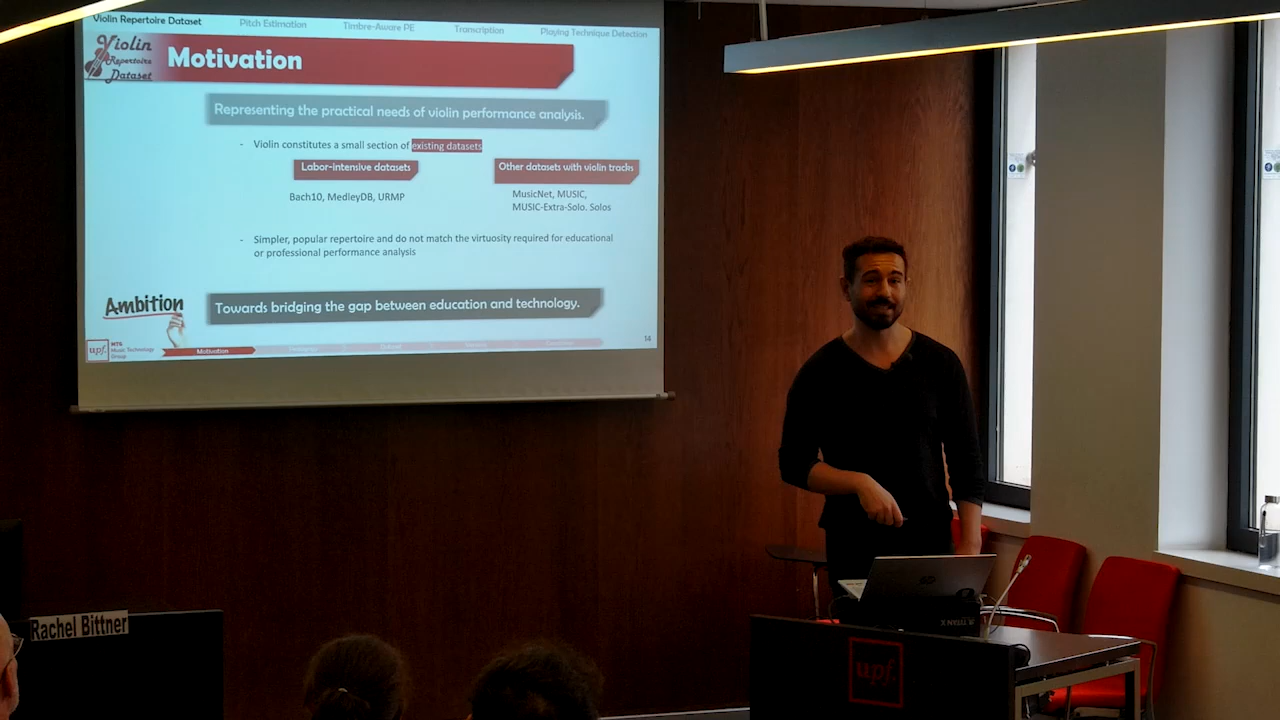 Violin Repertoire Dataset
Pitch Estimation
Timbre-Aware PE
Transcription
Playing Technique Detection
Violin
Repertoire
Dataset
Motivation
Representing the practical needs of violin performance analysis.
- Violin constitutes a small section of existing datasets
Labor-intensive datasets
Other datasets with violin tracks
Bach10, MedleyDB, URMP
MusicNet, MUSIC,
MUSIC-Extra-Solo. Solos
- Simpler, popular repertoire and do not match the virtuosity required for educational
or professional performance analysis
Ambition
Towards bridging the gap between education and technology.
upf.
MTG
Music Technology
Group
Motivation
14
Rachel Bittner
TITAN X
hp
upf.